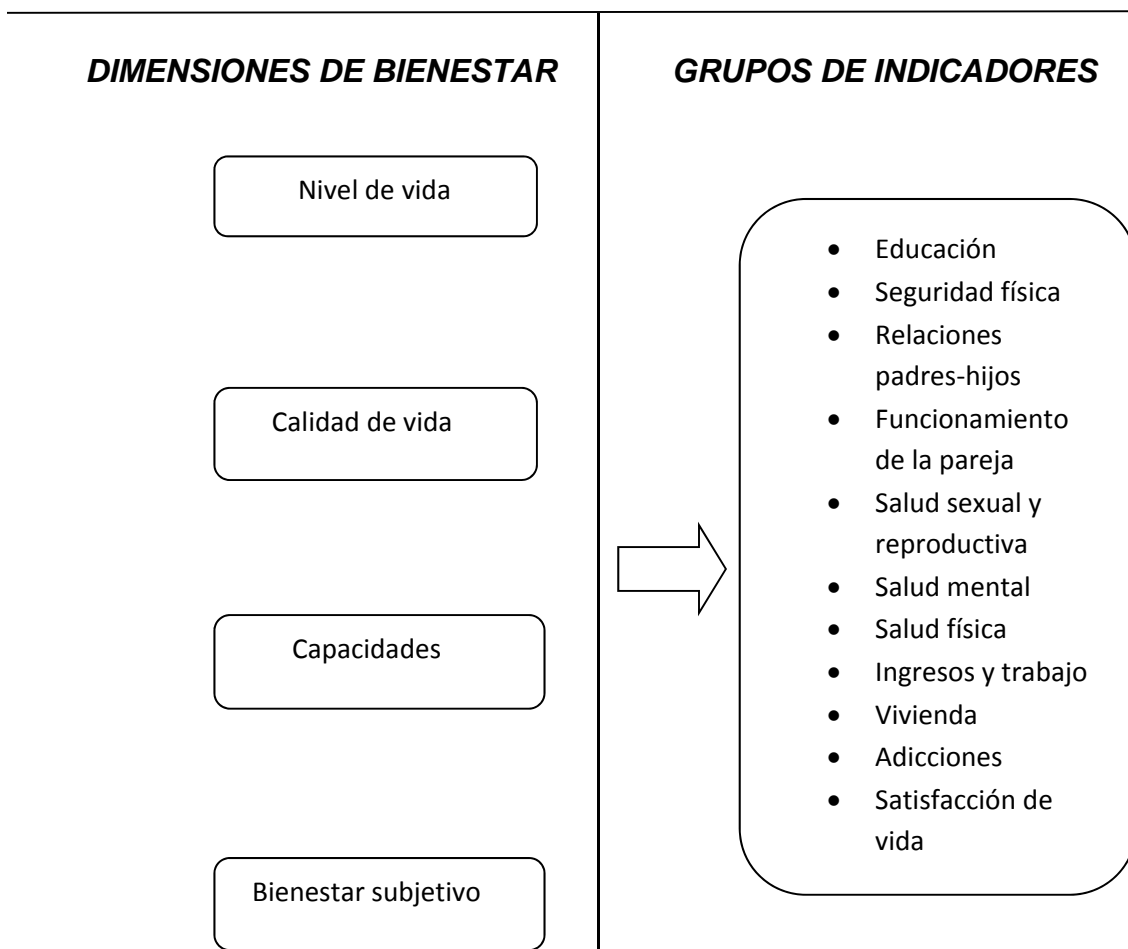 DIMENSIONES DE BIENESTAR
Nivel de vida
Calidad de vida
Capacidades
Bienestar subjetivo
GRUPOS DE INDICADORES
• Educación
• Seguridad física
• Relaciones
padres-hijos
• Funcionamiento
de la pareja
• Salud sexual y
reproductiva
• Salud mental
• Salud física
• Ingresos y trabajo
• Vivienda
• Adicciones
• Satisfacción de
vida